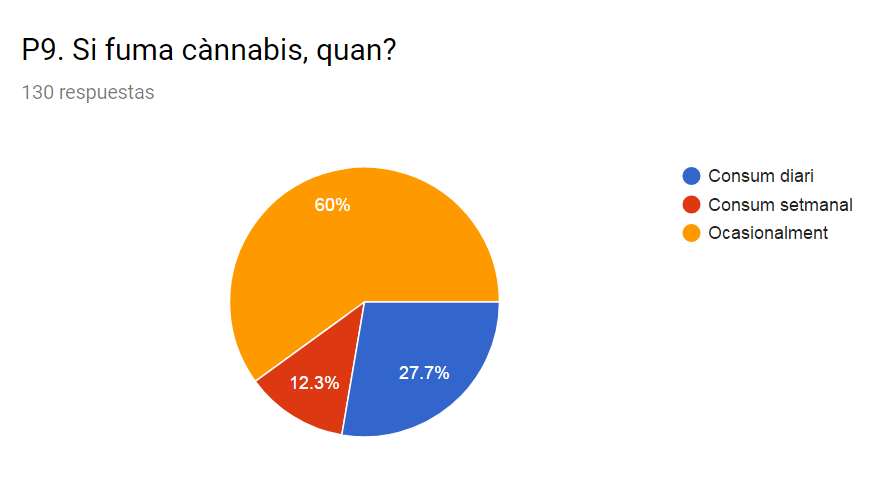 P9. Si fuma cànnabis, quan?
130 respuestas
Consum diari
Consum setmanal
Ocasionalment
60%
12.3%
27.7%